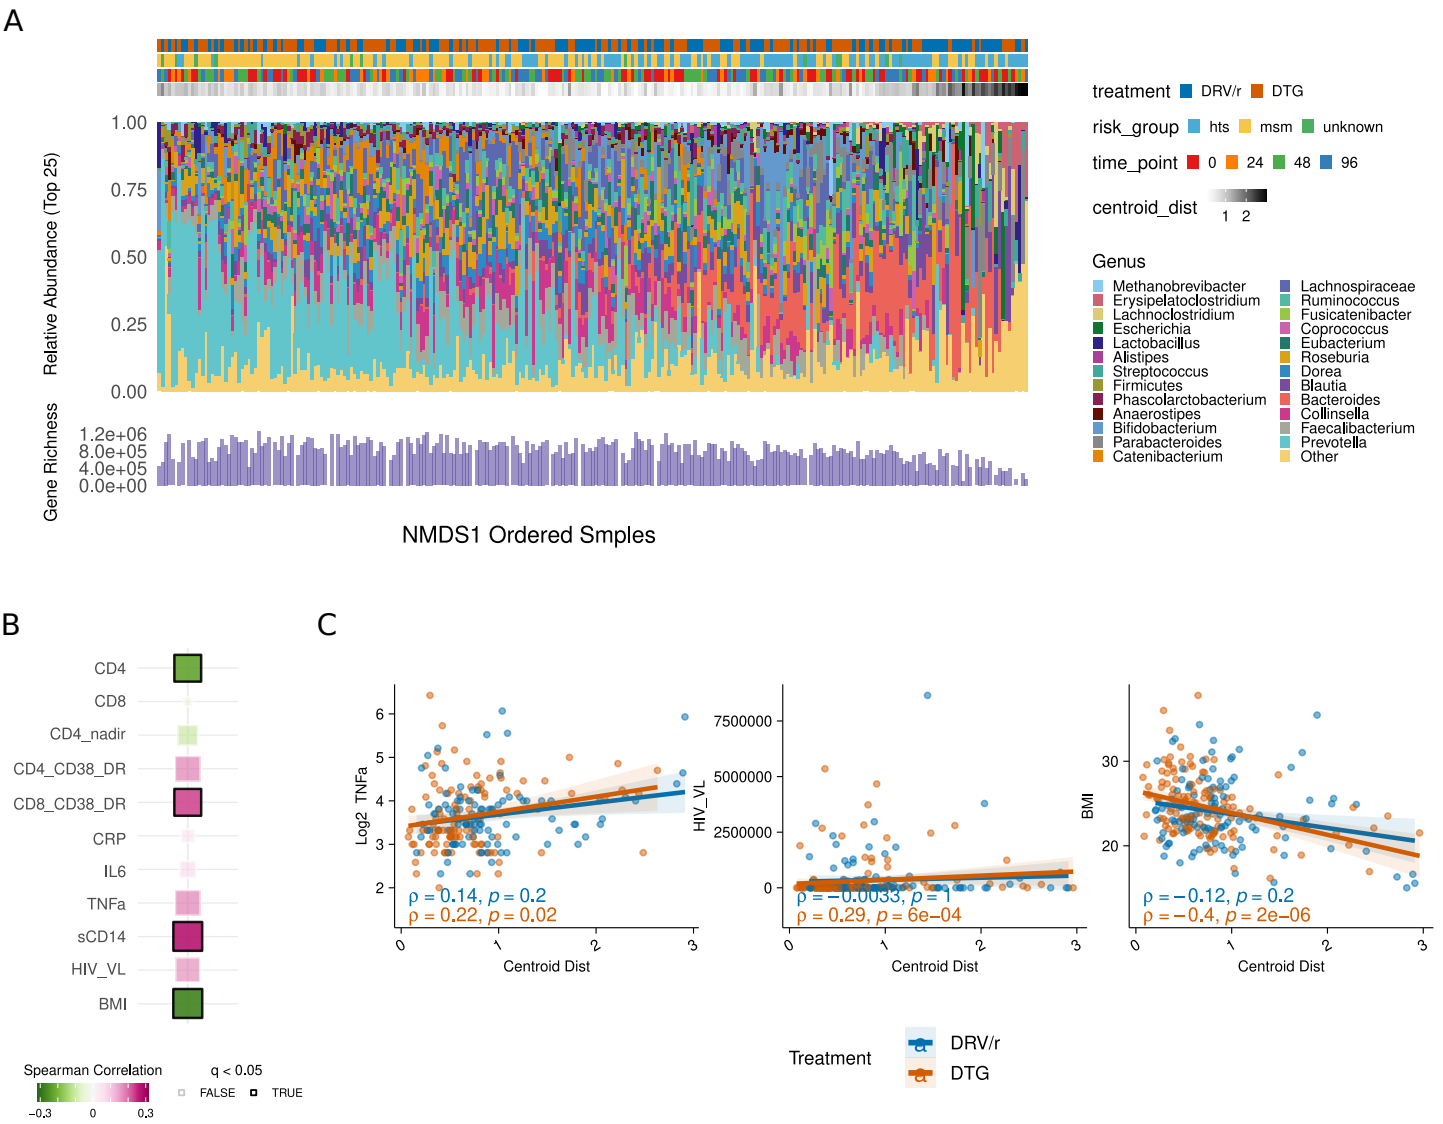 A
treatment DRV/r DTG
risk_group hts msm unknown
time_point 0 24 48 96
centroid_dist
1 2
Relative Abundance (Top 25)
1.00
0.75
0.50
0.25
0.00
Genus
Methanobrevibacter
Erysipelatoclostridium
Lachnoclostridium
Escherichia
Lactobacillus
Alistipes
Streptococcus
Firmicutes
Phascolarctobacterium
Anaerostipes
Bifidobacterium
Parabacteroides
Catenibacterium
Lachnospiraceae
Ruminococcus
Fusicatenibacter
Coprococcus
Eubacterium
Roseburia
Dorea
Blautia
Bacteroides
Collinsella
Faecalibacterium
Prevotella
Other
Gene Richness
1.2e+06
8.0e+05
4.0e+05
0.0e+00
NMDS1 Ordered Smples
B
CD4
CD8
CD4_nadir
CD4_CD38_DR
CD8_CD38_DR
CRP
IL6
TNFa
sCD14
HIV_VL
BMI
Spearman Correlation
−0.3 0 0.3
q < 0.05
FALSE TRUE
C
Log2 TNFa
6
5
4
3
2
ρ = 0.14, p = 0.2
ρ = 0.22, p = 0.02
0 1 2 3
Centroid Dist
HIV_VL
7500000
5000000
2500000
0
ρ = −0.0033, p = 1
ρ = 0.29, p = 6e−04
0 1 2 3
Centroid Dist
BMI
30
20
ρ = −0.12, p = 0.2
ρ = −0.4, p = 2e−06
0 1 2 3
Centroid Dist
Treatment
a DRV/r
a DTG